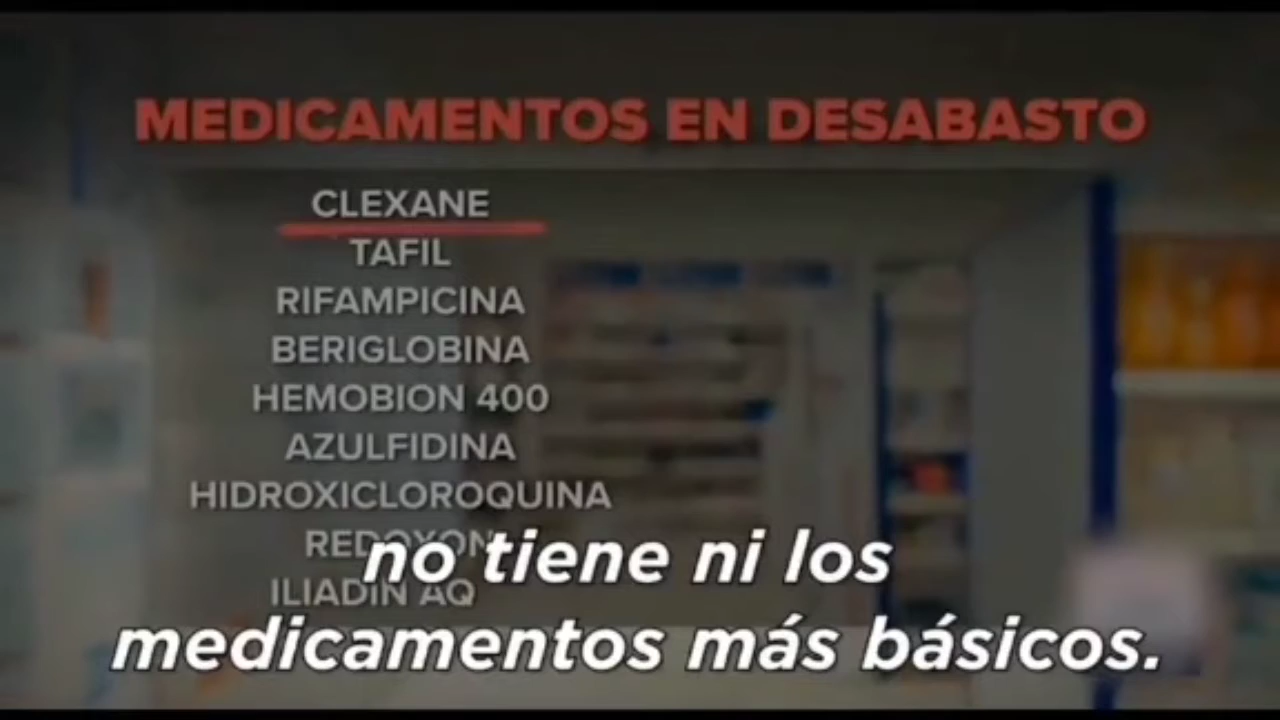 MEDICAMENTOS EN DESABASTO
CLEXANE
TAFIL
RIFAMPICINA
BERIGLOBINA
HEMOBION 400
AZULFIDINA
HIDROXICLOROQUINA
REDOXON
ILIADIN AQ
no tiene ni los
medicamentos más básicos.